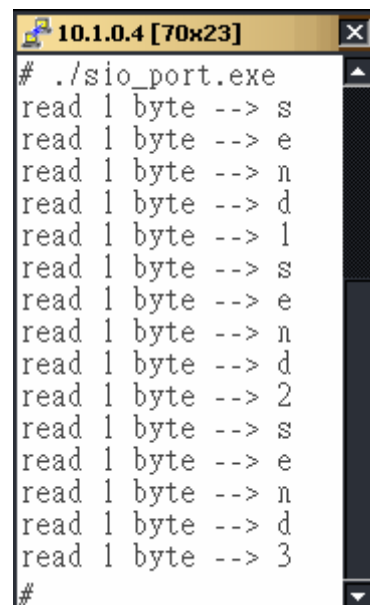 10.1.0.4 [70x23]
# ./sio_port.exe
read 1 byte --> s
read 1 byte --> e
read 1 byte --> n
read 1 byte --> d
read 1 byte --> 1
read 1 byte --> s
read 1 byte --> e
read 1 byte --> n
read 1 byte --> d
read 1 byte --> 2
read 1 byte --> s
read 1 byte --> e
read 1 byte --> n
read 1 byte --> d
read 1 byte --> 3
#